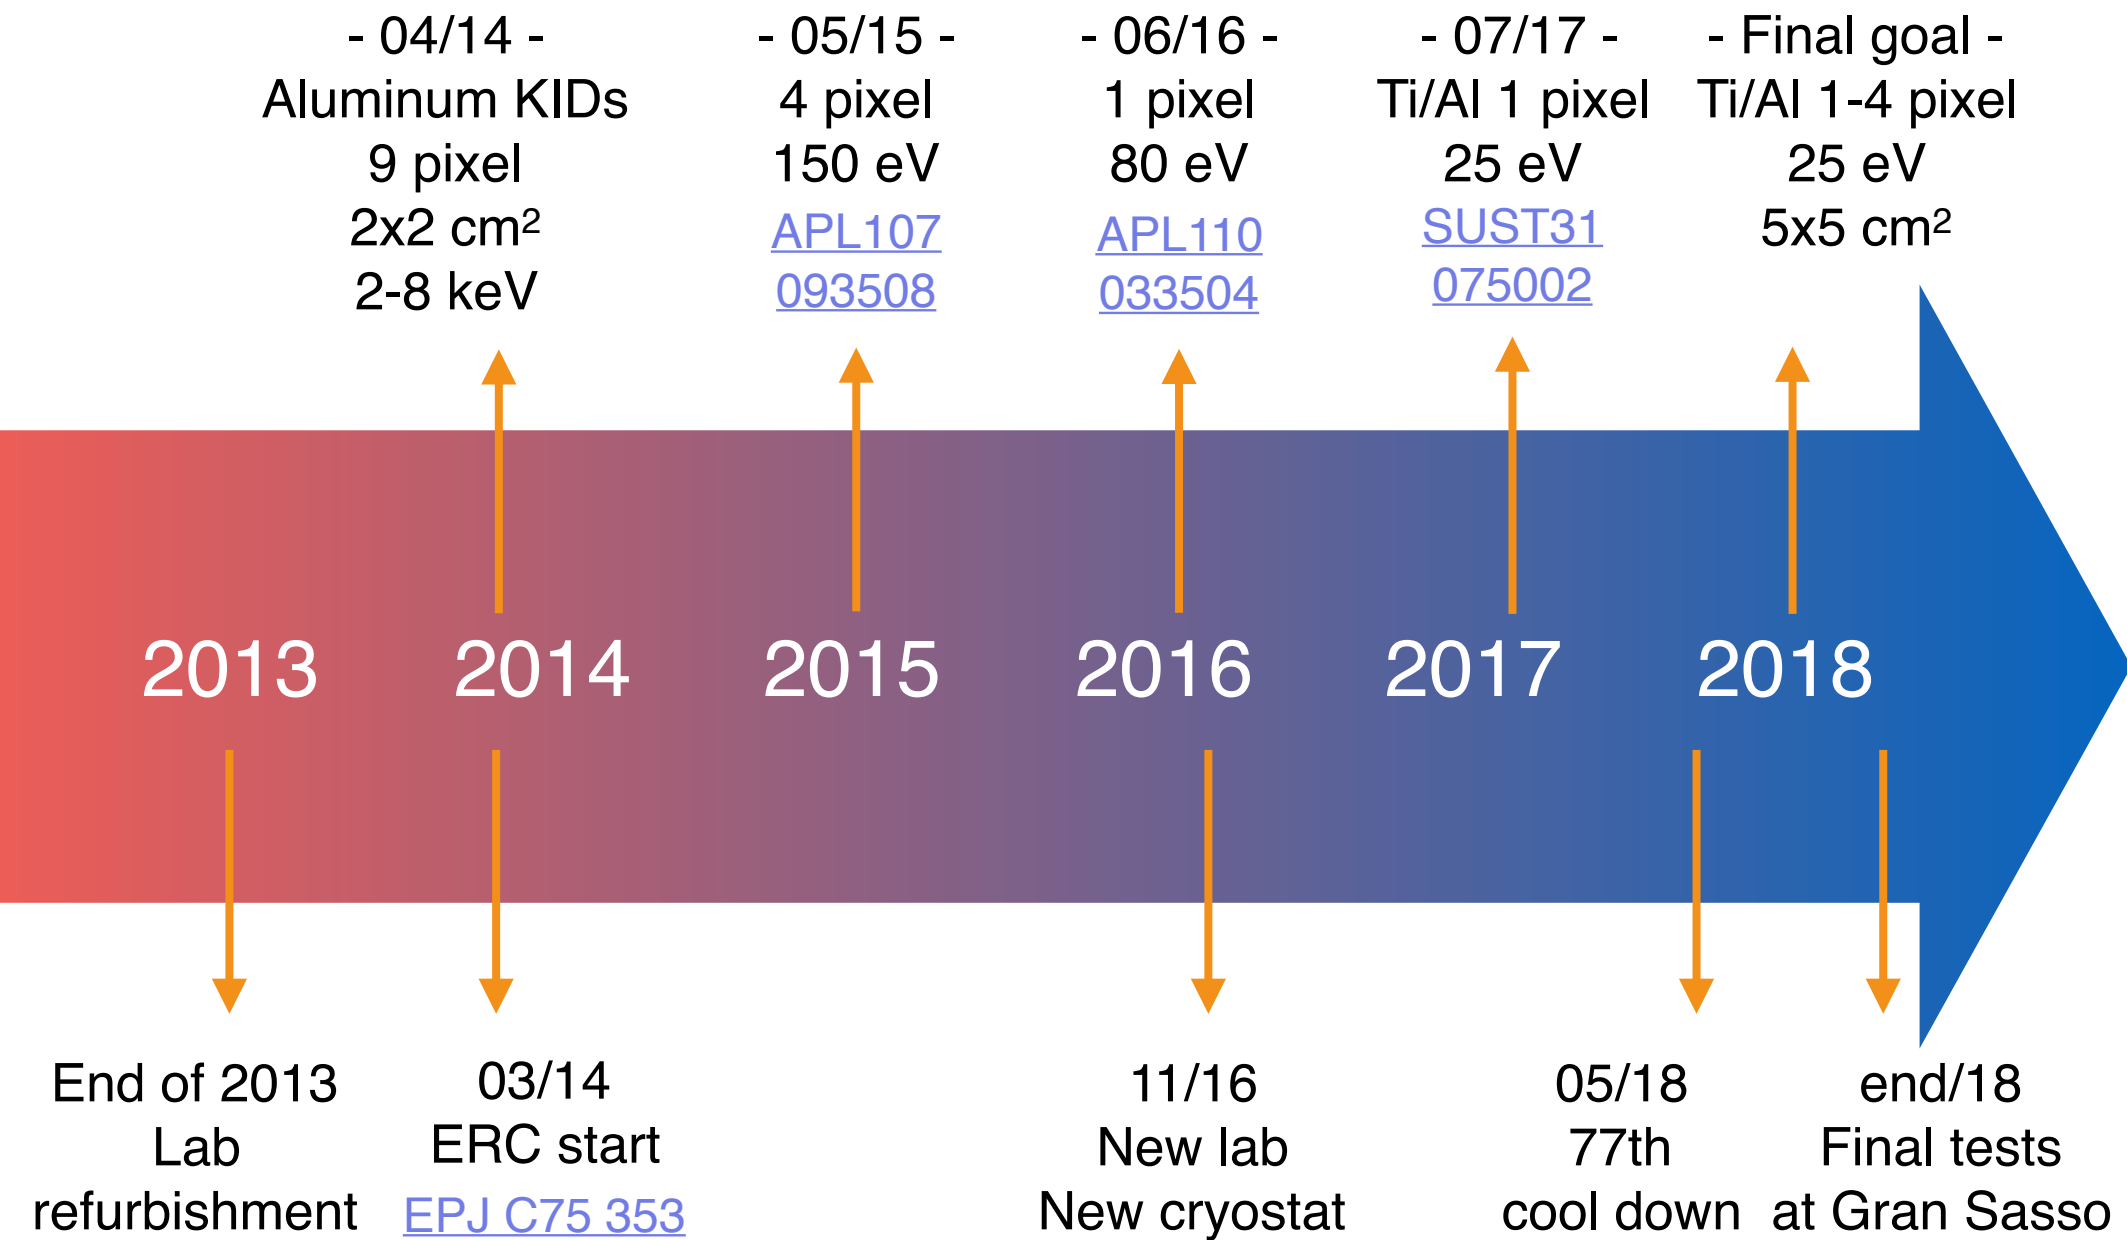 - 04/14 -
Aluminum KIDs
9 pixel
2x2 cm²
2-8 keV
- 05/15 -
4 pixel
150 eV
APL107
093508
- 06/16 -
1 pixel
80 eV
APL110
033504
- 07/17 -
Ti/Al 1 pixel
25 eV
SUST31
075002
- Final goal -
Ti/Al 1-4 pixel
25 eV
5x5 cm²
2013
2014
2015
2016
2017
2018
End of 2013
Lab
refurbishment
03/14
ERC start
EPJ C75 353
11/16
New lab
New cryostat
05/18
77th
cool down
end/18
Final tests
at Gran Sasso